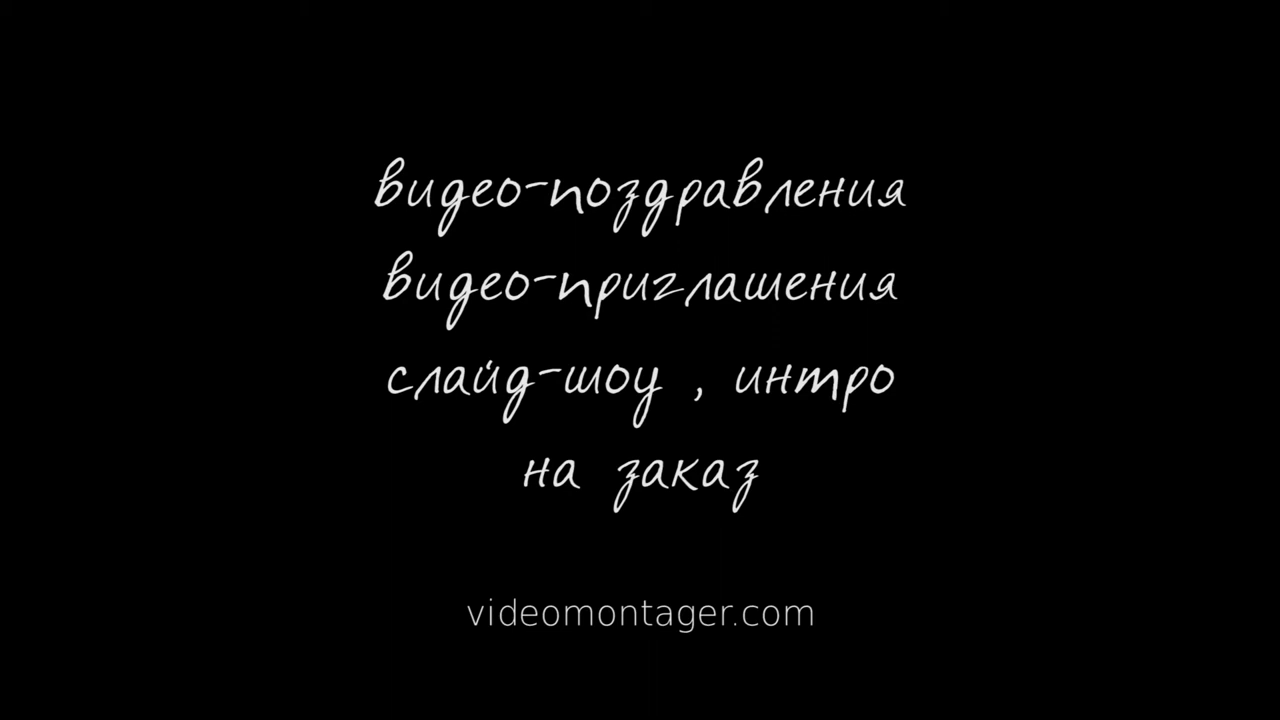 видео-поздравления
видео-приглашения
слайд-шоу , интро
на заказ
videomontager.com